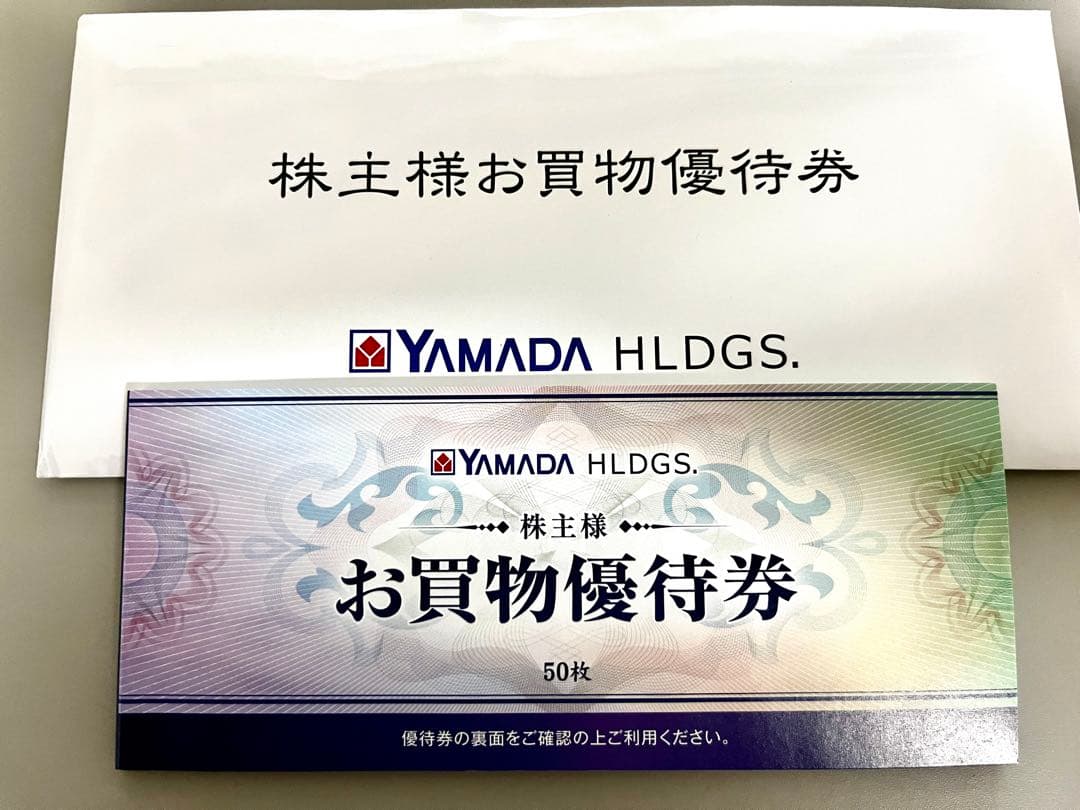 株主様お買物優待券
YAMADA HLDGS.
YAMADA HLDGS.
株主様
お買物優待券
50枚
優待券の裏面をご確認の上ご利用ください。